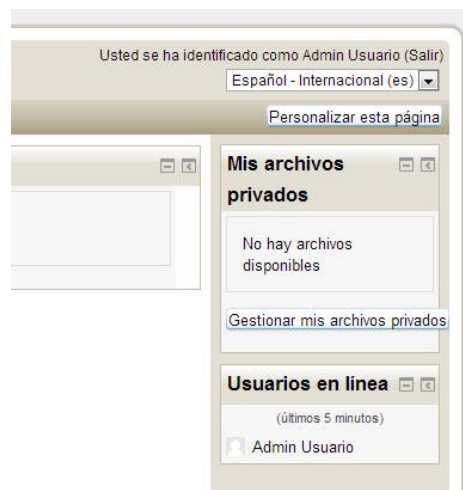 Usted se ha identificado como Admin Usuario (Salir)
Español - Internacional (es)
Personalizar esta página
Mis archivos
privados
No hay archivos
disponibles
Gestionar mis archivos privados
Usuarios en línea
(últimos 5 minutos)
Admin Usuario